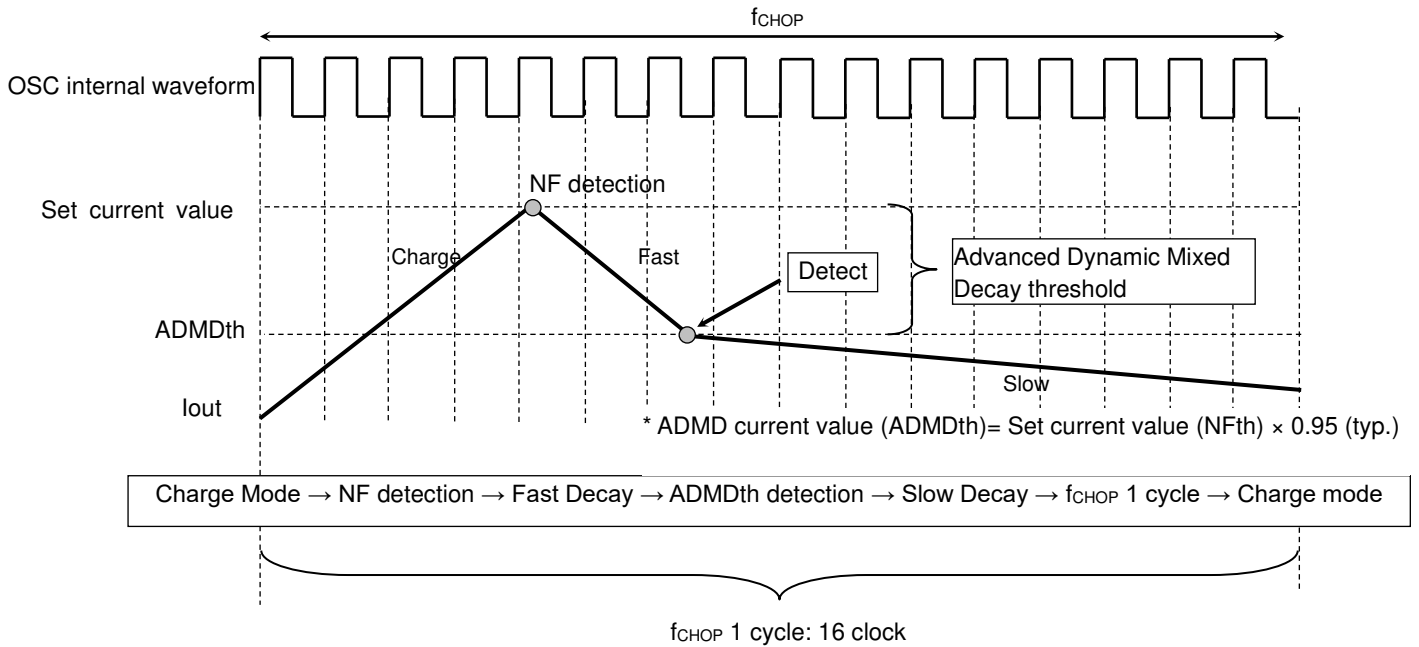 fCHOP
OSC internal waveform
NF detection
Set current value
Charge
Fast
Detect
Advanced Dynamic Mixed
Decay threshold
ADMDth
Slow
Iout
* ADMD current value (ADMDth)= Set current value (NFth) × 0.95 (typ.)
Charge Mode → NF detection → Fast Decay → ADMDth detection → Slow Decay → fCHOP 1 cycle → Charge mode
fCHOP 1 cycle: 16 clock